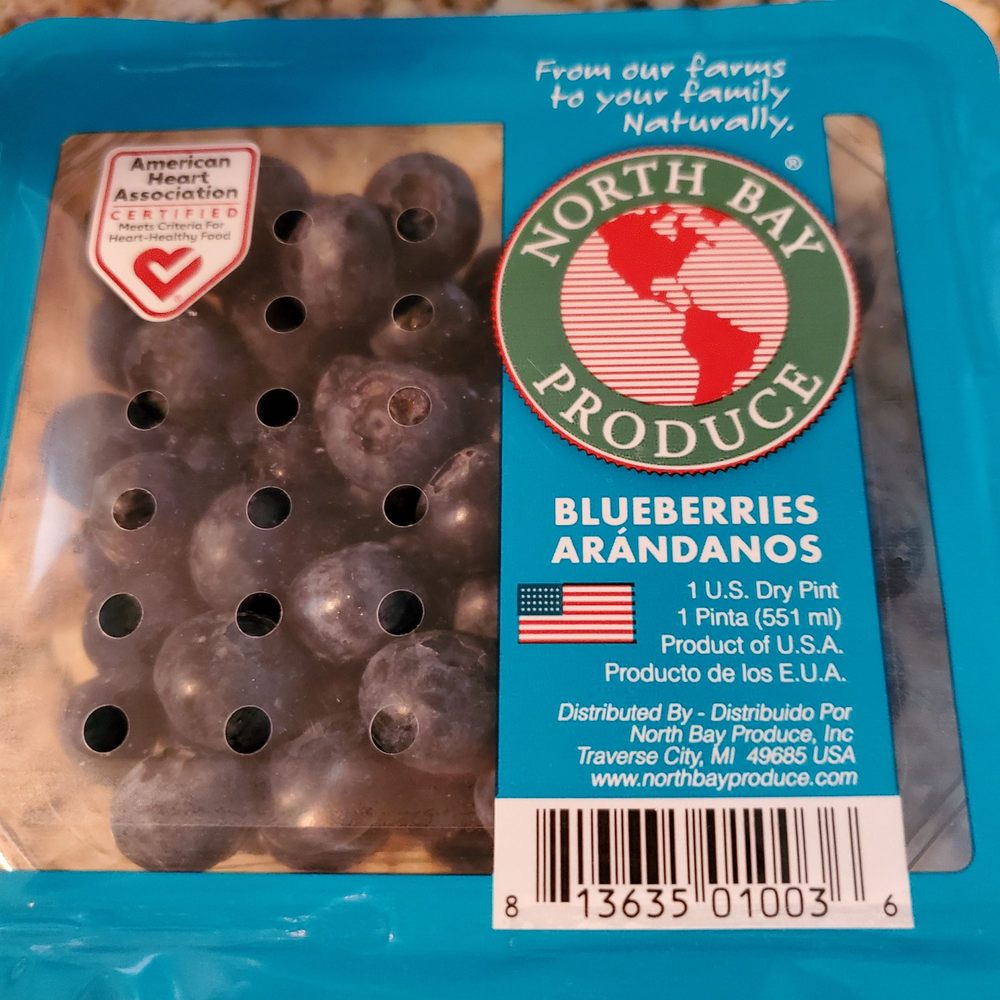 From our farms
to your family
Naturally.
American
Heart
Association
CERTIFIED
Meets Criteria For
Heart-Healthy Food
®
™
NORTH BAY
PRODUCE
®
BLUEBERRIES
ARÁNDANOS
1 U.S. Dry Pint
1 Pinta (551 ml)
Product of U.S.A.
Producto de los E.U.A.
Distributed By - Distribuido Por
North Bay Produce, Inc
Traverse City, MI 49685 USA
www.northbayproduce.com
8 13635 01003 6